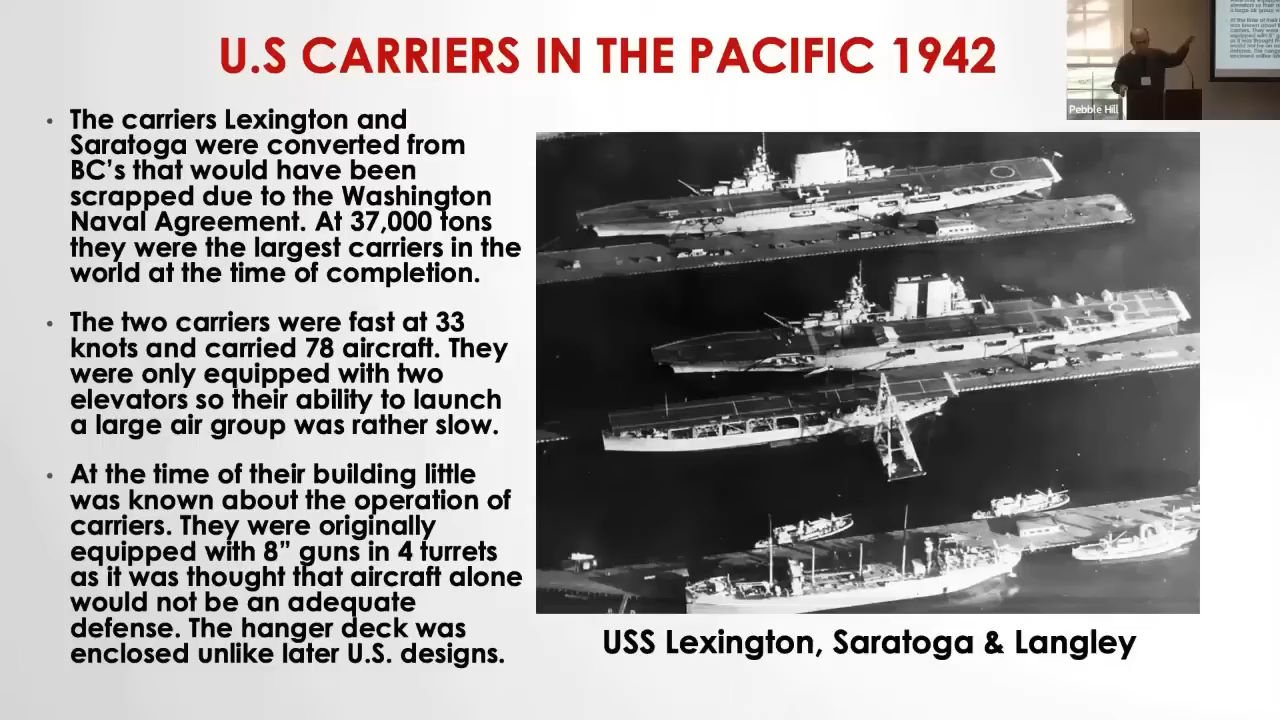 U.S CARRIERS IN THE PACIFIC 1942
• The carriers Lexington and
Saratoga were converted from
BC's that would have been
scrapped due to the Washington
Naval Agreement. At 37,000 tons
they were the largest carriers in the
world at the time of completion.
• The two carriers were fast at 33
knots and carried 78 aircraft. They
were only equipped with two
elevators so their ability to launch
a large air group was rather slow.
• At the time of their building little
was known about the operation of
carriers. They were originally
equipped with 8” guns in 4 turrets
as it was thought that aircraft alone
would not be an adequate
defense. The hanger deck was
enclosed unlike later U.S. designs.
USS Lexington, Saratoga & Langley
Pebble Hill